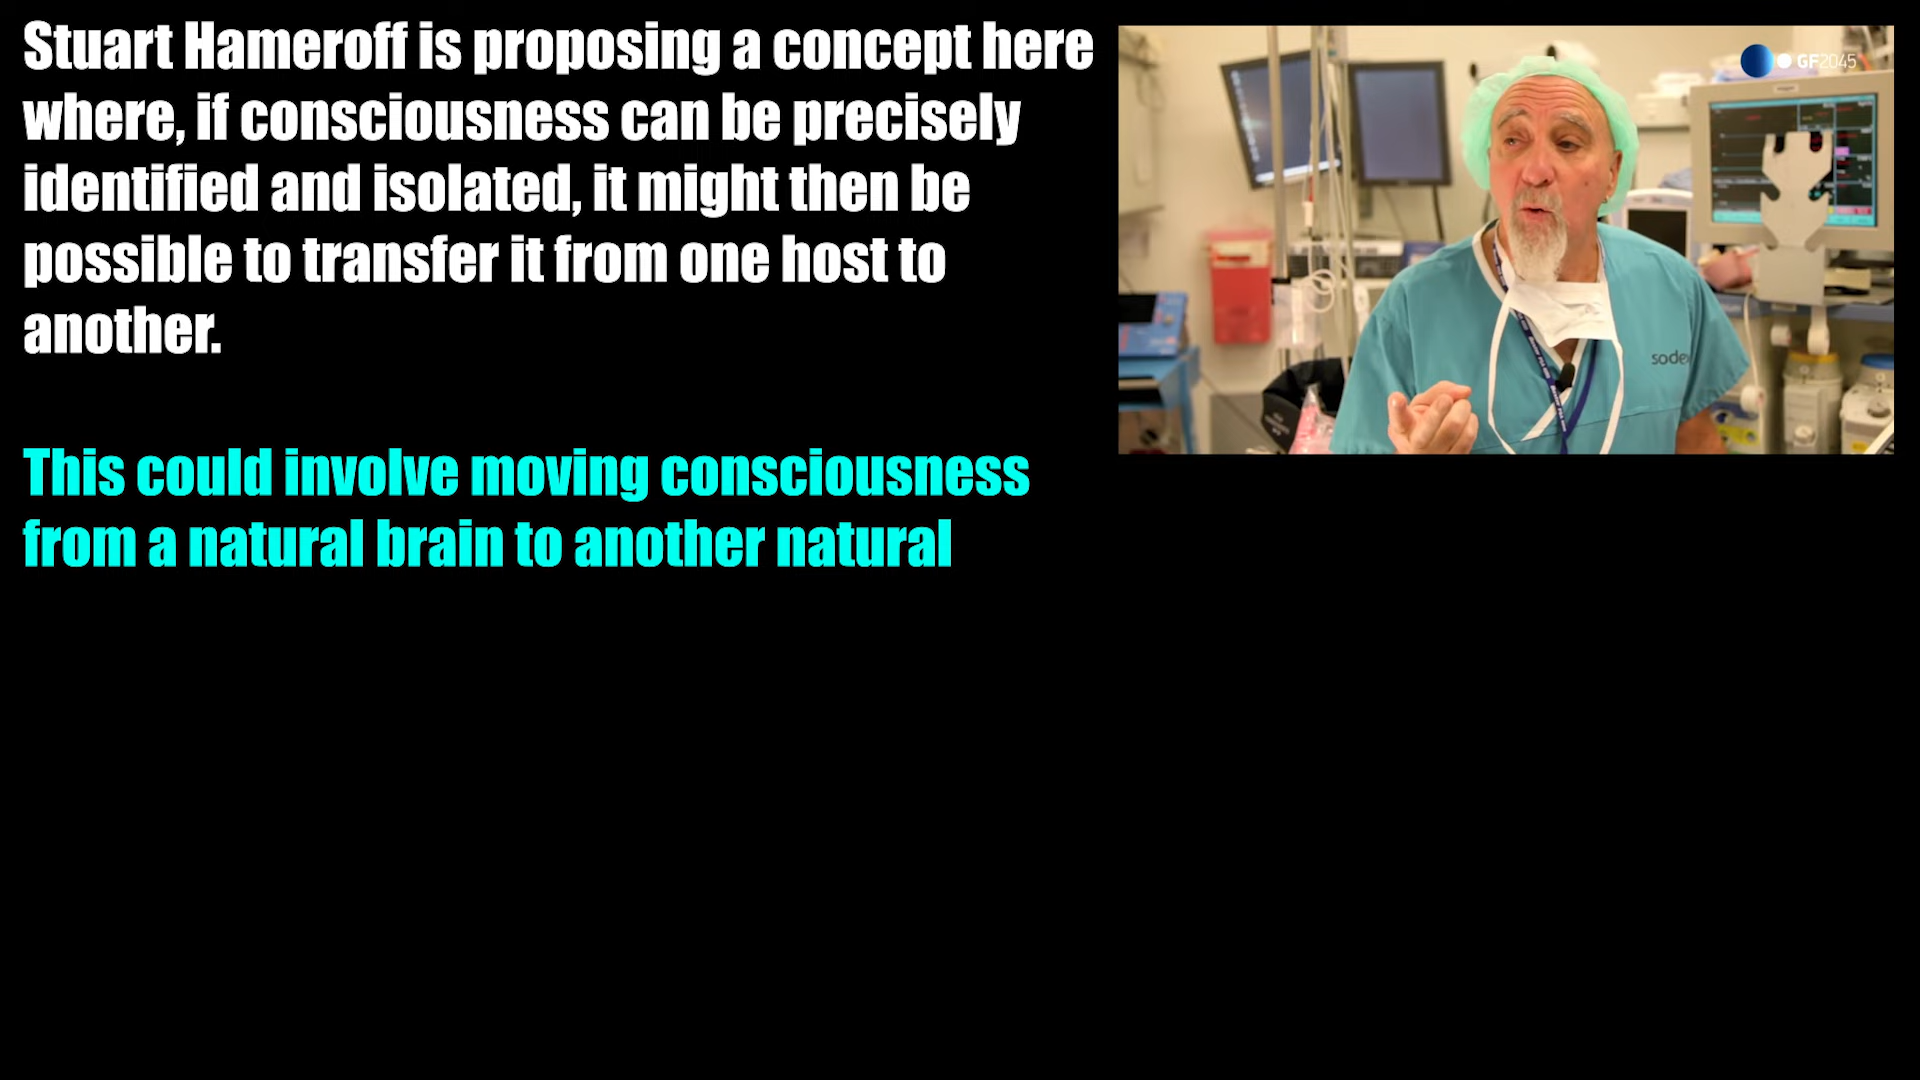 Stuart Hameroff is proposing a concept here
where, if consciousness can be precisely
identified and isolated, it might then be
possible to transfer it from one host to
another.
This could involve moving consciousness
from a natural brain to another natural
GF2045
sode